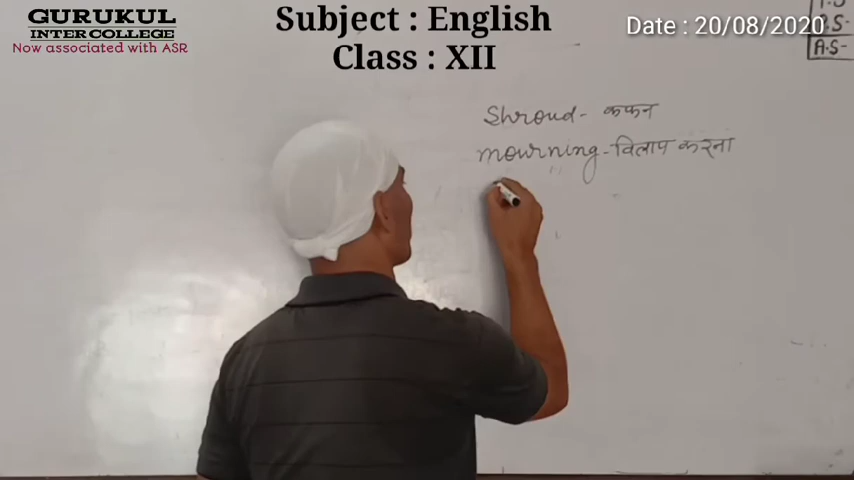 GURUKUL
INTER COLLEGE
Now associated with ASR
Subject : English
Class : XII
Date : 20/08/2020
A.S-
Shroud - कफन
mourning - विलाप करना